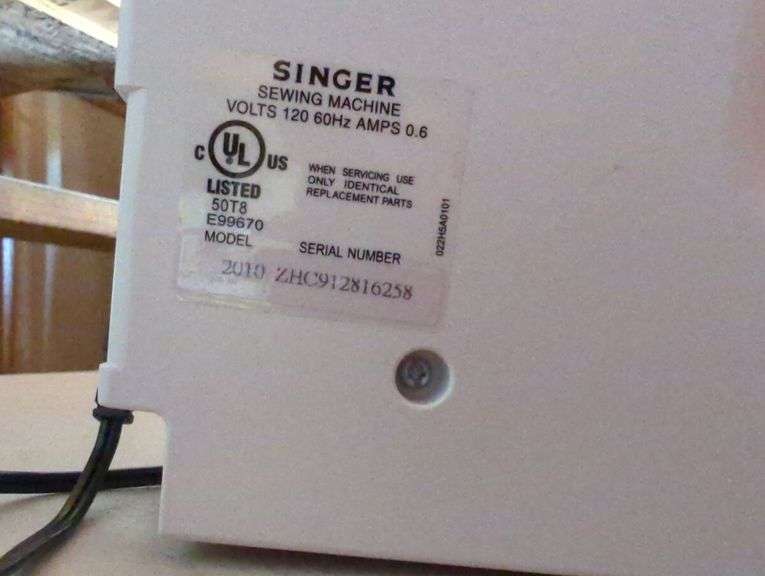 SINGER
SEWING MACHINE
VOLTS 120 60Hz AMPS 0.6
C UL US
LISTED
50T8
E99670
WHEN SERVICING USE
ONLY IDENTICAL
REPLACEMENT PARTS
022H5A0101
MODEL SERIAL NUMBER
2010 ZHC912816258